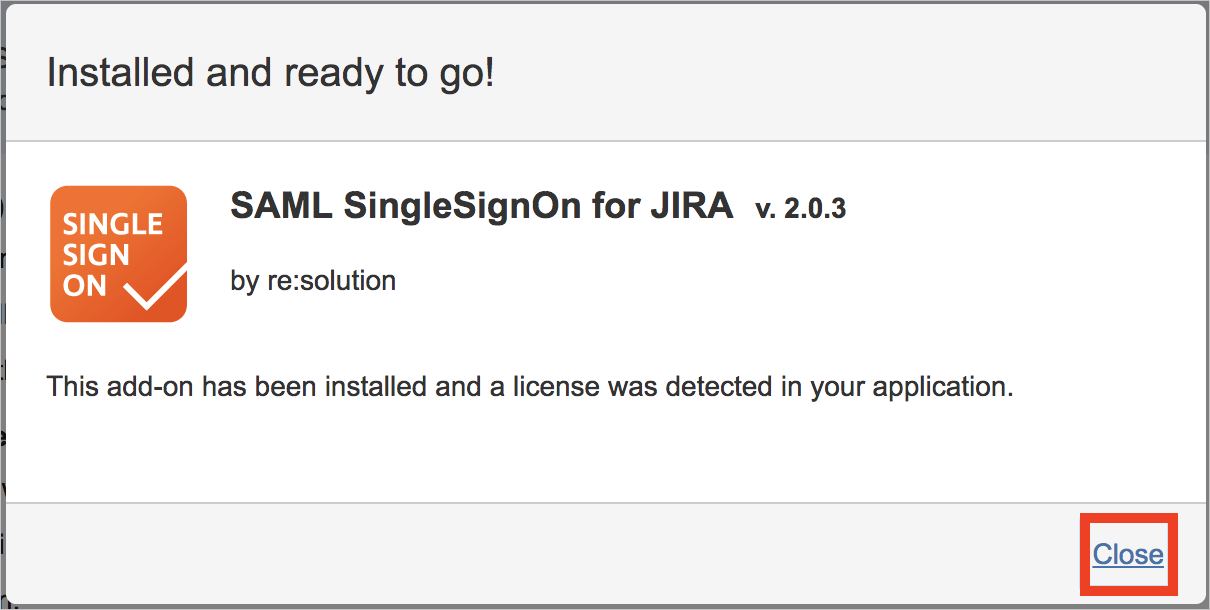 Installed and ready to go!
SINGLE
SIGN
ON
SAML SingleSignOn for JIRA v. 2.0.3
by re:solution
This add-on has been installed and a license was detected in your application.
Close